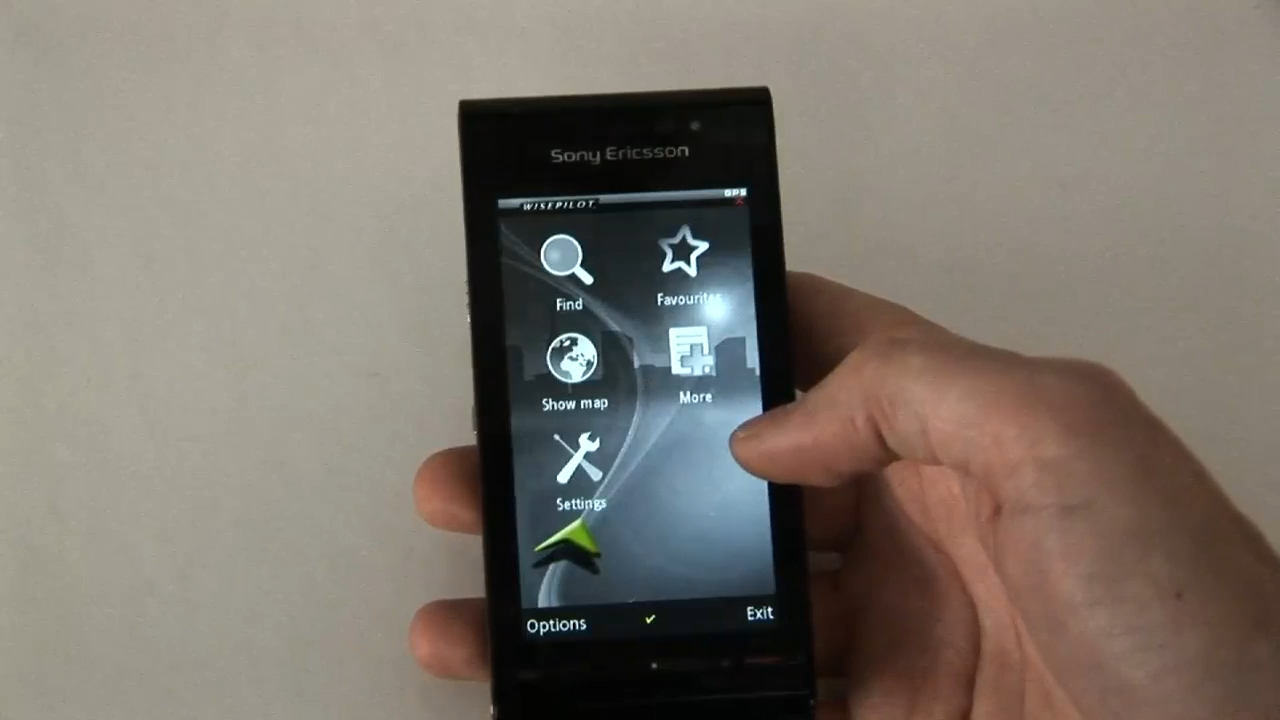 Sony Ericsson
GPS
WISEPILOT
Find
Favourites
Show map
More
Settings
Options
Exit